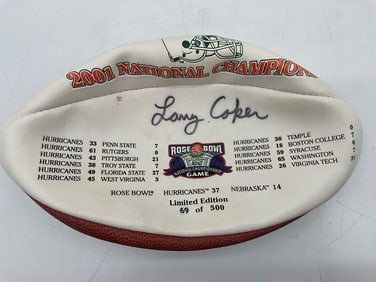 2001 NATIONAL CHAMPION
Larry Coker
HURRICANES 33 PENN STATE 7
HURRICANES 61 RUTGERS 0
HURRICANES 43 PITTSBURGH 21
HURRICANES 38 TROY STATE 7
HURRICANES 49 FLORIDA STATE 27
HURRICANES 45 WEST VIRGINIA 3
ROSE BOWL
NATIONAL CHAMPIONSHIP
GAME
HURRICANES 38 TEMPLE 0
HURRICANES 18 BOSTON COLLEGE 7
HURRICANES 59 SYRACUSE 0
HURRICANES 65 WASHINGTON 7
HURRICANES 26 VIRGINIA TECH 24
ROSE BOWL® HURRICANES™ 37 NEBRASKA™ 14
Limited Edition
69 of 500